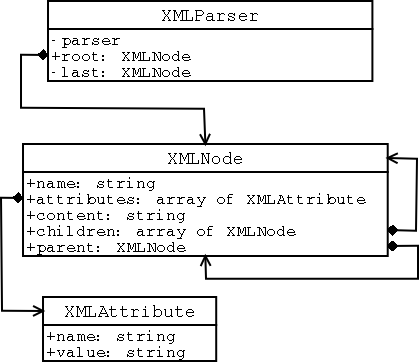 XMLParser
- parser
+root: XMLNode
- last: XMLNode
XMLNode
+name: string
+attributes: array of XMLAttribute
+content: string
+children: array of XMLNode
+parent: XMLNode
XMLAttribute
+name: string
+value: string